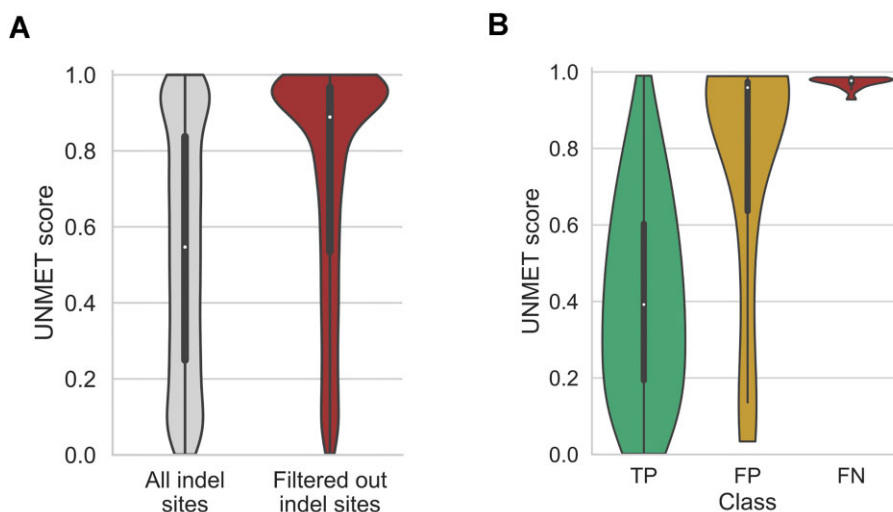 A
UNMET score
1.0
0.8
0.6
0.4
0.2
0.0
All indel
sites
Filtered out
indel sites
B
UNMET score
1.0
0.8
0.6
0.4
0.2
0.0
TP
FP
FN
Class